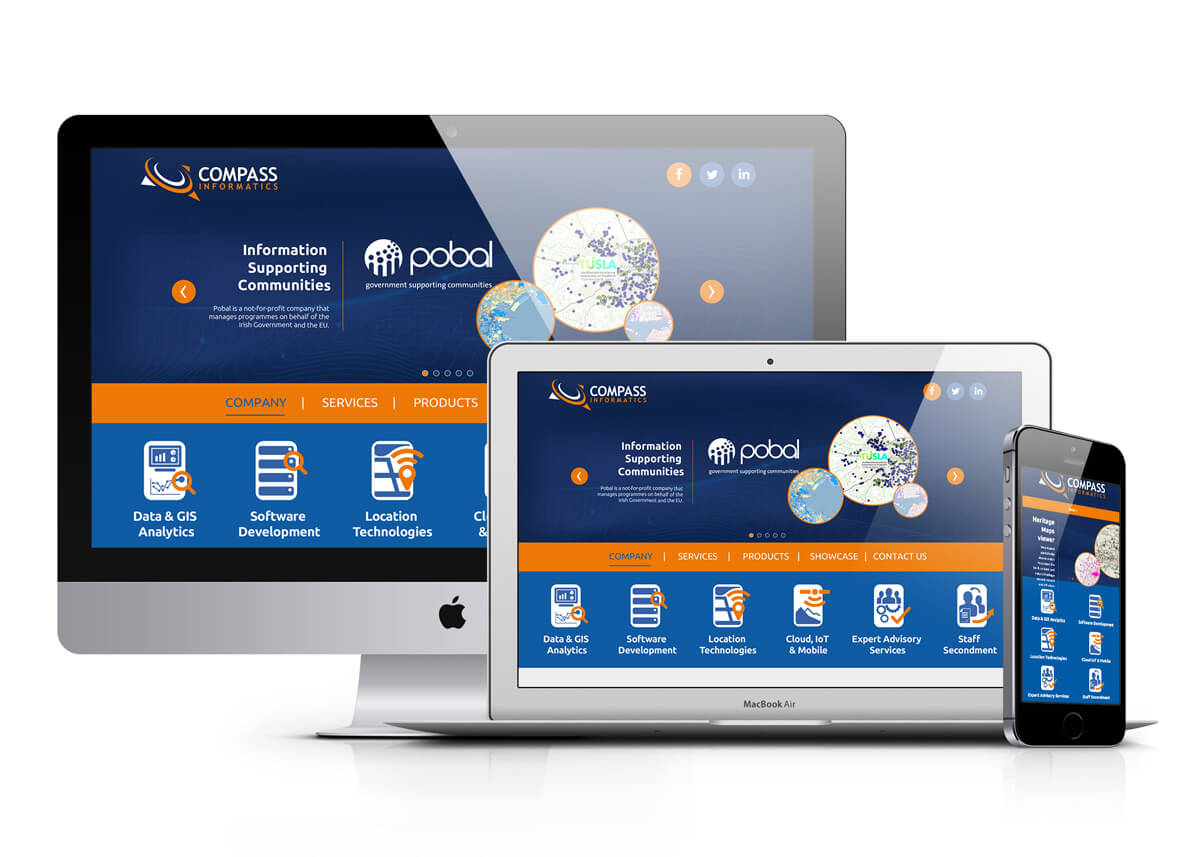 COMPASS
INFORMATICS
Information
Supporting
Communities
Pobal is a not-for-profit company that
manages programmes on behalf of the
Irish Government and the EU.
pobal
government supporting communities
TUSLA
COMPANY | SERVICES | PRODUCTS
Data & GIS
Analytics
Software
Development
Location
Technologies
COMPASS
INFORMATICS
Information
Supporting
Communities
Pobal is a not-for-profit company that
manages programmes on behalf of the
Irish Government and the EU.
pobal
government supporting communities
TUSLA
COMPANY | SERVICES | PRODUCTS | SHOWCASE | CONTACT US
Data & GIS
Analytics
Software
Development
Location
Technologies
Cloud, IoT
& Mobile
Expert Advisory
Services
Staff
Secondment
MacBook Air
COMPASS
INFORMATICS
Heritage
Maps
viewer
Data & GIS Analytics
Software Development
Location Technologies
Cloud IoT & Mobile
Expert Advisory Services
Staff Secondment